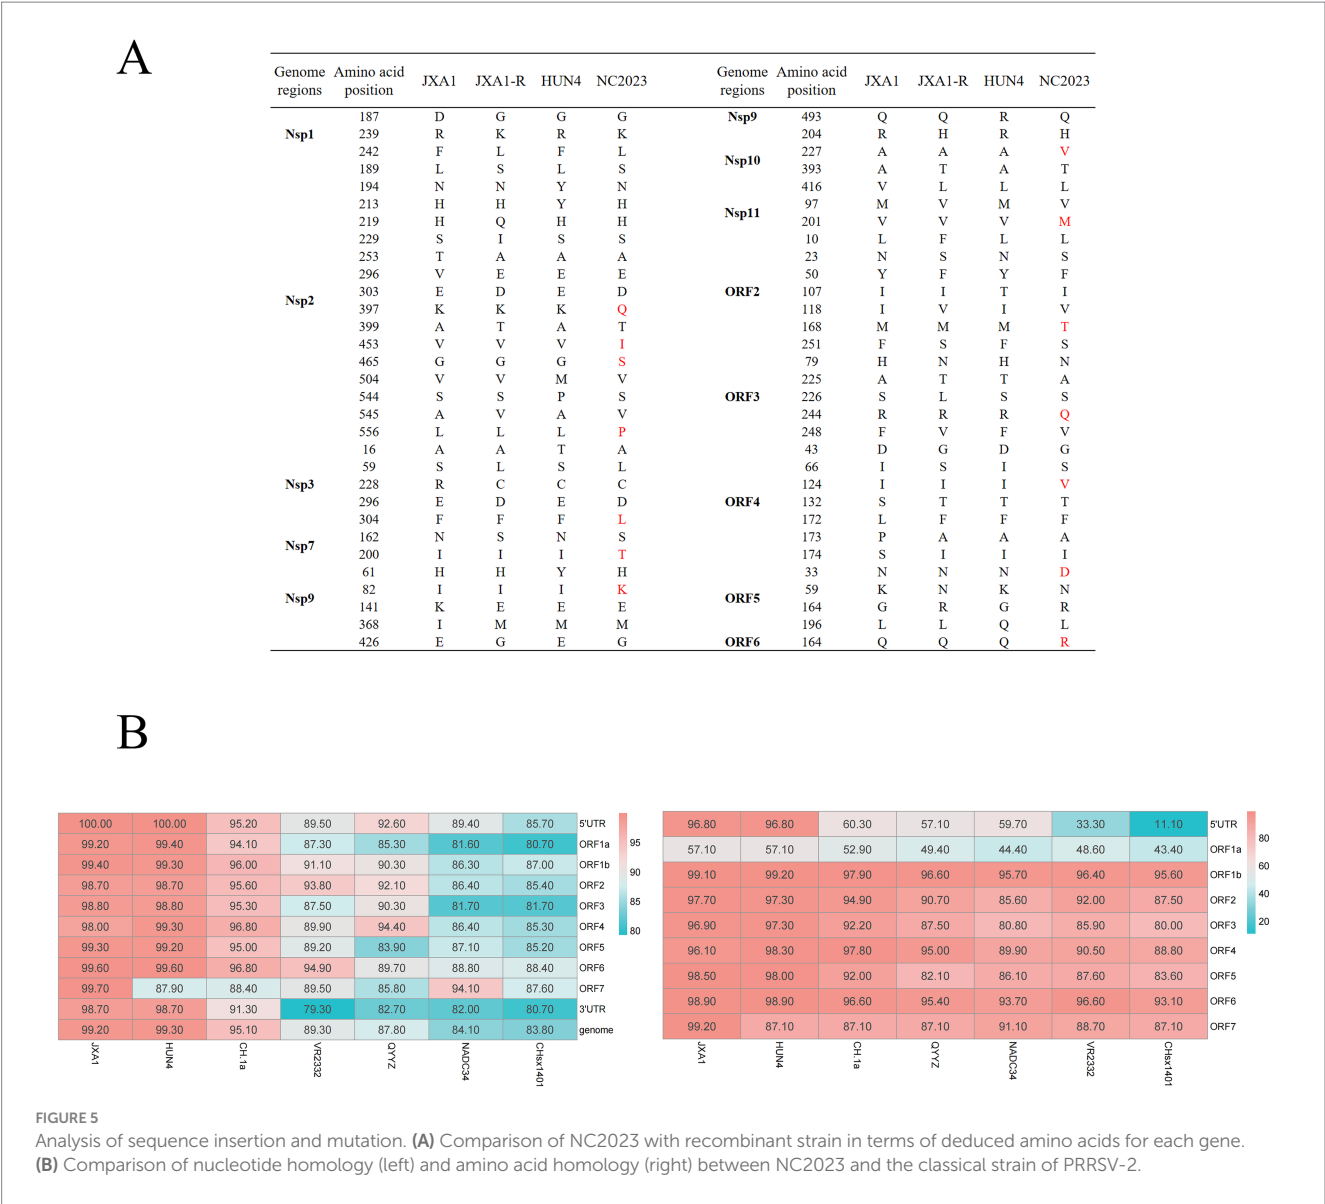 A
Genome regions Amino acid position JXA1 JXA1-R HUN4 NC2023
187 D G G G
Nsp1 239 R K R K
242 F L F L
189 L S L S
194 N N Y N
213 H H Y H
219 H Q H H
229 S I S S
253 T A A A
296 V E E E
Nsp2 303 E D E D
397 K K K Q
399 A T A T
453 V V V I
465 G G G S
504 V V M V
544 S S P S
545 A V A V
556 L L L P
16 A A T A
59 S L S L
Nsp3 228 R C C C
296 E D E D
304 F F F L
Nsp7 162 N S N S
200 I I I T
61 H H Y H
Nsp9 82 I I I K
141 K E E E
368 I M M M
426 E G E G
Genome regions Amino acid position JXA1 JXA1-R HUN4 NC2023
Nsp9 493 Q Q R Q
204 R H R H
Nsp10 227 A A A V
393 A T A T
416 V L L L
Nsp11 97 M V M V
201 V V V M
10 L F L L
23 N S N S
50 Y F Y F
ORF2 107 I I T I
118 I V I V
168 M M M T
251 F S F S
79 H N H N
225 A T T A
ORF3 226 S L S S
244 R R R Q
248 F V F V
43 D G D G
66 I S I S
124 I I I V
ORF4 132 S T T T
172 L F F F
173 P A A A
174 S I I I
33 N N N D
ORF5 59 K N K N
164 G R G R
196 L L Q L
ORF6 164 Q Q Q R
B
100.00 100.00 95.20 89.50 92.60 89.40 85.70 5'UTR
99.20 99.40 94.10 87.30 85.30 81.60 80.70 ORF1a
99.40 99.30 96.00 91.10 90.30 86.30 87.00 ORF1b
98.70 98.70 95.60 93.80 92.10 86.40 85.40 ORF2
98.80 98.80 95.30 87.50 90.30 81.70 81.70 ORF3
98.00 99.30 96.80 89.90 94.40 86.40 85.30 ORF4
99.30 99.20 95.00 89.20 83.90 87.10 85.20 ORF5
99.60 99.60 96.80 94.90 89.70 88.80 88.40 ORF6
99.70 87.90 88.40 89.50 85.80 94.10 87.60 ORF7
98.70 98.70 91.30 79.30 82.70 82.00 80.70 3'UTR
99.20 99.30 95.10 89.30 87.80 84.10 83.80 genome
JXA1 HUN4 CH.1a VR2332 QYYZ NADC34 CHsx1401
95
90
85
80
96.80 96.80 60.30 57.10 59.70 33.30 11.10 5'UTR
57.10 57.10 52.90 49.40 44.40 48.60 43.40 ORF1a
99.10 99.20 97.90 96.60 95.70 96.40 95.60 ORF1b
97.70 97.30 94.90 90.70 85.60 92.00 87.50 ORF2
96.90 97.30 92.20 87.50 80.80 85.90 80.00 ORF3
96.10 98.30 97.80 95.00 89.90 90.50 88.80 ORF4
98.50 98.00 92.00 82.10 86.10 87.60 83.60 ORF5
98.90 98.90 96.60 95.40 93.70 96.60 93.10 ORF6
99.20 87.10 87.10 87.10 91.10 88.70 87.10 ORF7
JXA1 HUN4 CH.1a QYYZ NADC34 VR2332 CHsx1401
80
60
40
20
FIGURE 5
Analysis of sequence insertion and mutation. (A) Comparison of NC2023 with recombinant strain in terms of deduced amino acids for each gene.
(B) Comparison of nucleotide homology (left) and amino acid homology (right) between NC2023 and the classical strain of PRRSV-2.